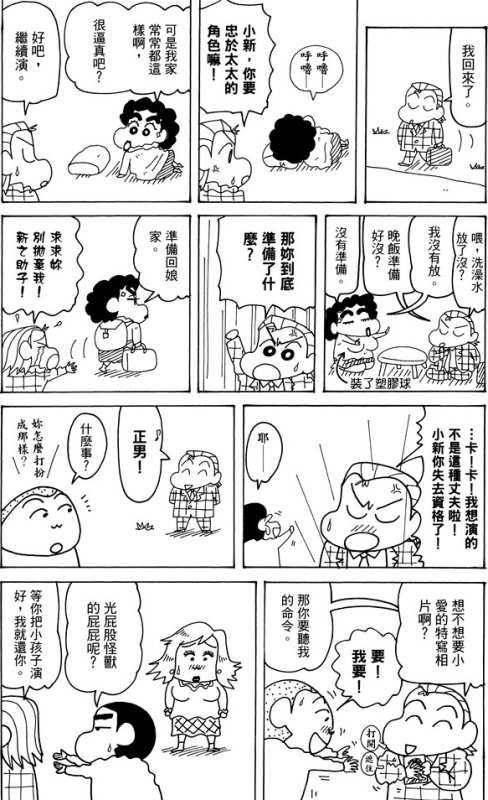 我回來了。
呼嚕——
呼嚕——
小新，你要
忠於太太的
角色嘛！
可是我家
常常都這
樣啊，
很逼真吧？
好吧，
繼續演。
喂，洗澡水
放了沒？
我沒有放。
晚飯準備
好沒？
沒有準備。
裝了塑膠球
那妳到底
準備了什
麼？
準備回娘
家。
求求妳
別拋棄我！
新之助子！
…卡！卡！我想演的
不是這種丈夫啦！
小新你失去資格了！
耶——
正男！
什麼事？
妳怎麼打扮
成那樣？
想不想要小
愛的特寫相
片啊？
打開
遮住
要！
我要！
那你要聽我
的命令。
光屁股怪獸
的屁屁呢？
等你把小孩子演
好，我就還你。